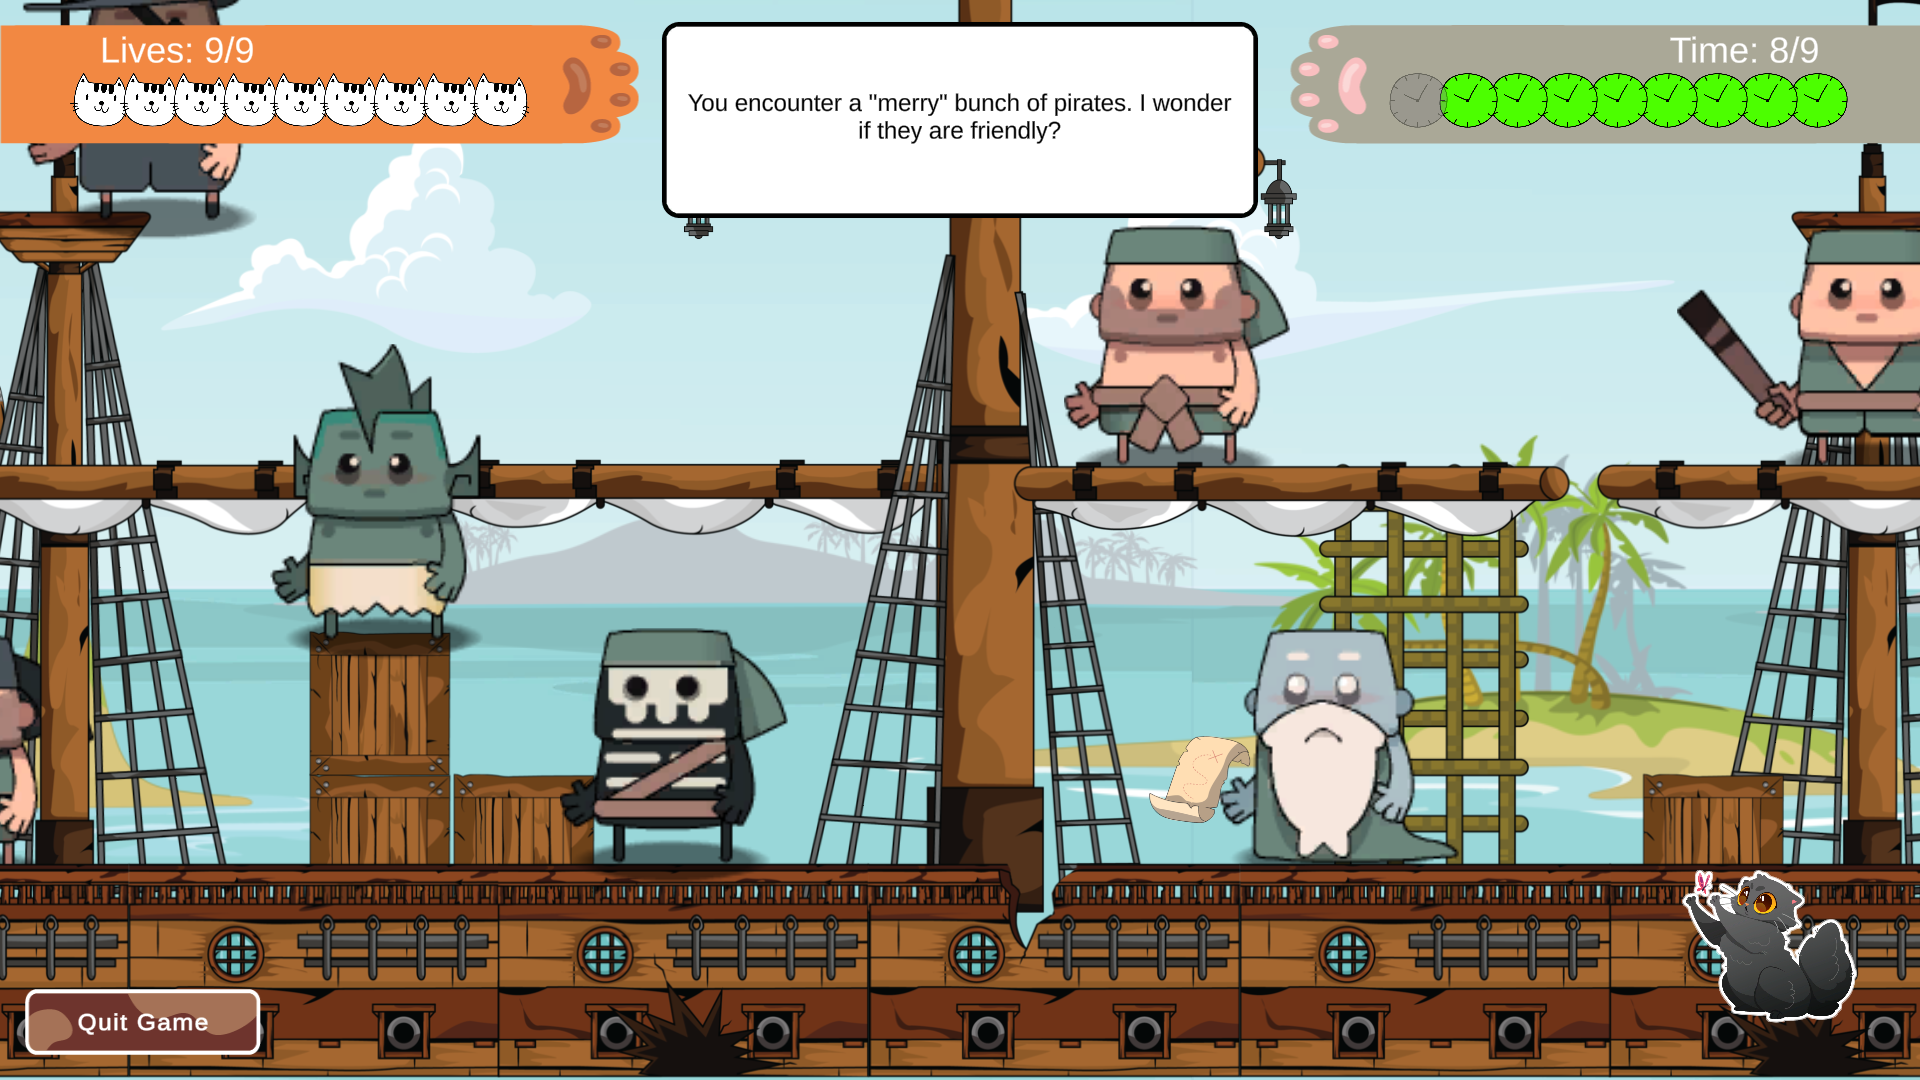 Lives: 9/9
You encounter a "merry" bunch of pirates. I wonder
if they are friendly?
Time: 8/9
Quit Game